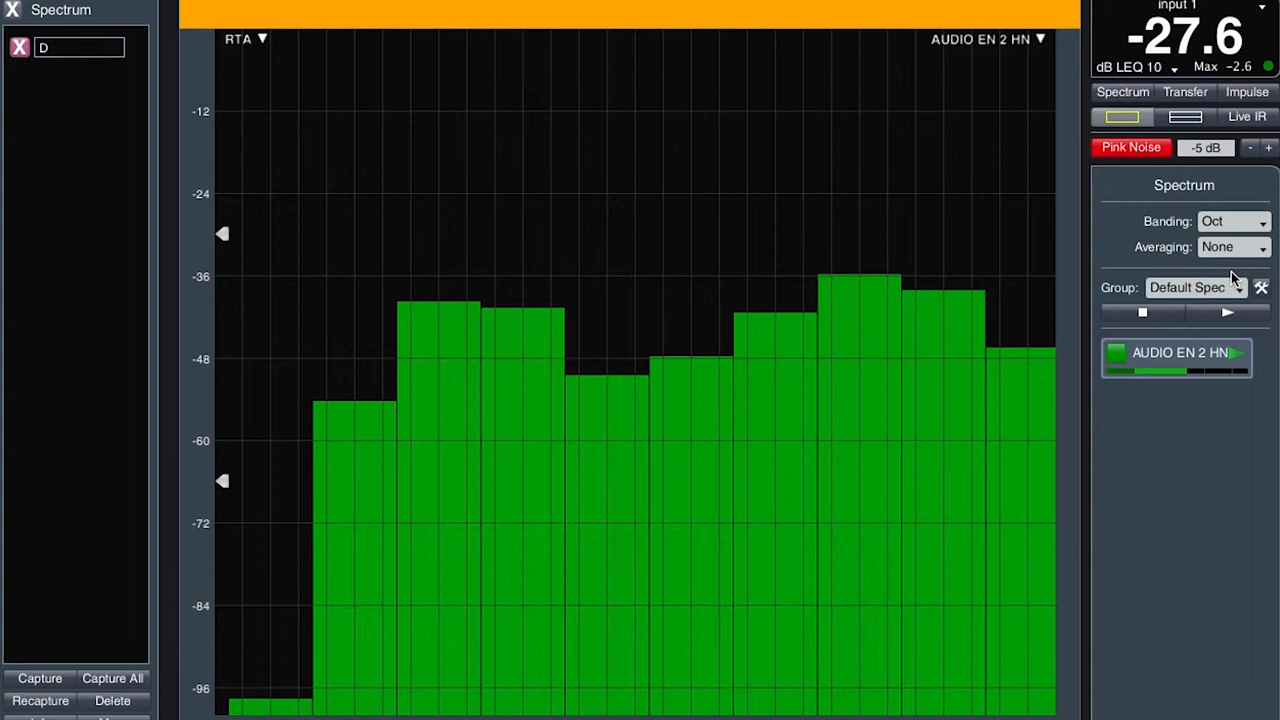 X Spectrum
X D
Capture Capture All
Recapture Delete
RTA AUDIO EN 2 HN
-12
-24
-36
-48
-60
-72
-84
-96
input 1
-27.6
dB LEQ 10 Max -2.6
Spectrum Transfer Impulse
Live IR
Pink Noise -5 dB - +
Spectrum
Banding: Oct
Averaging: None
Group: Default Spec
AUDIO EN 2 HN